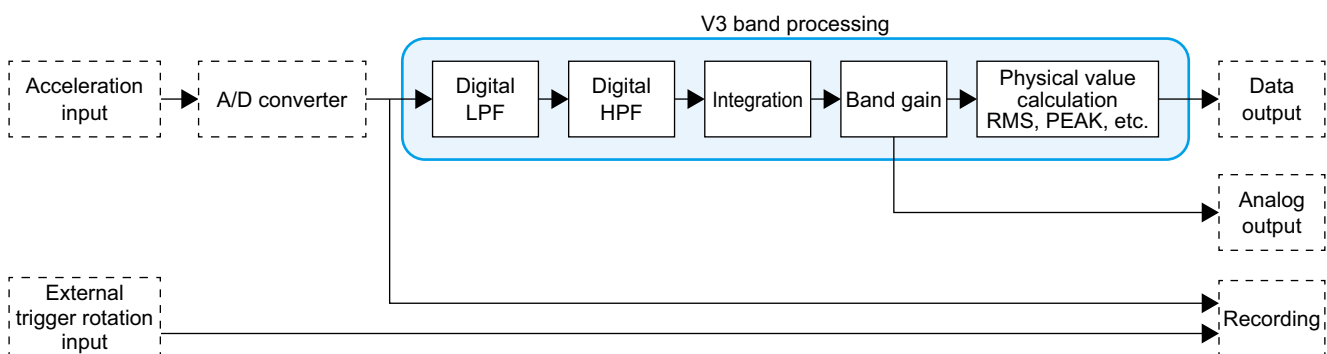 V3 band processing
Acceleration
input
A/D converter
Digital
LPF
Digital
HPF
Integration
Band gain
Physical value
calculation
RMS, PEAK, etc.
Data
output
Analog
output
External
trigger rotation
input
Recording